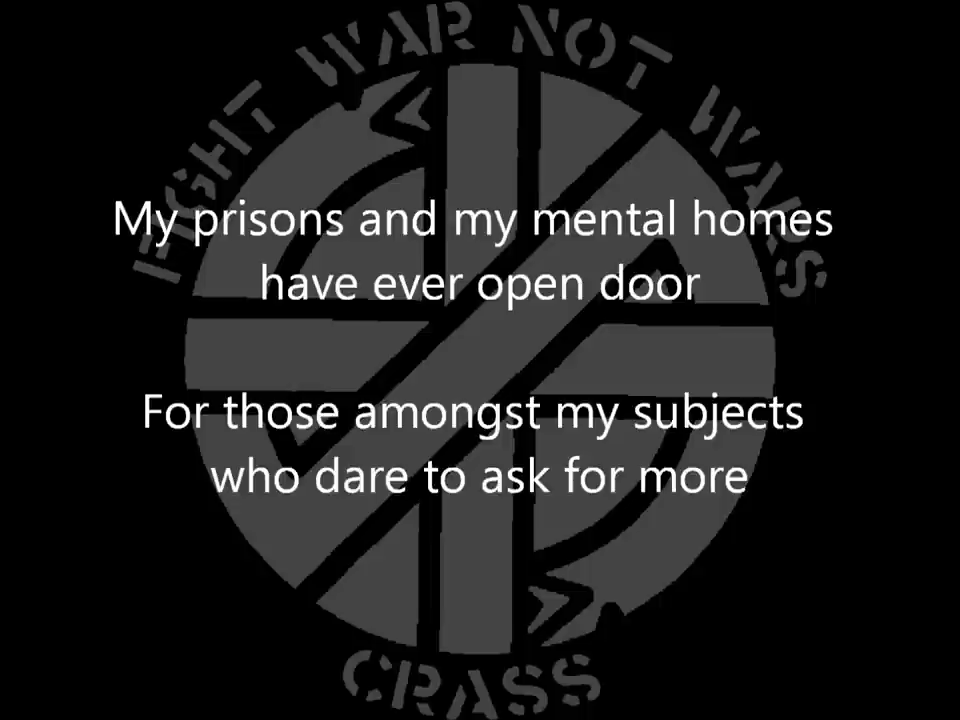 FIGHT WAR NOT WARS
My prisons and my mental homes
have ever open door
For those amongst my subjects
who dare to ask for more
CRASS